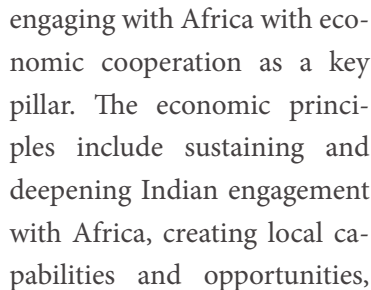 engaging with Africa with eco-
nomic cooperation as a key
pillar. The economic princi-
ples include sustaining and
deepening Indian engagement
with Africa, creating local ca-
pabilities and opportunities,